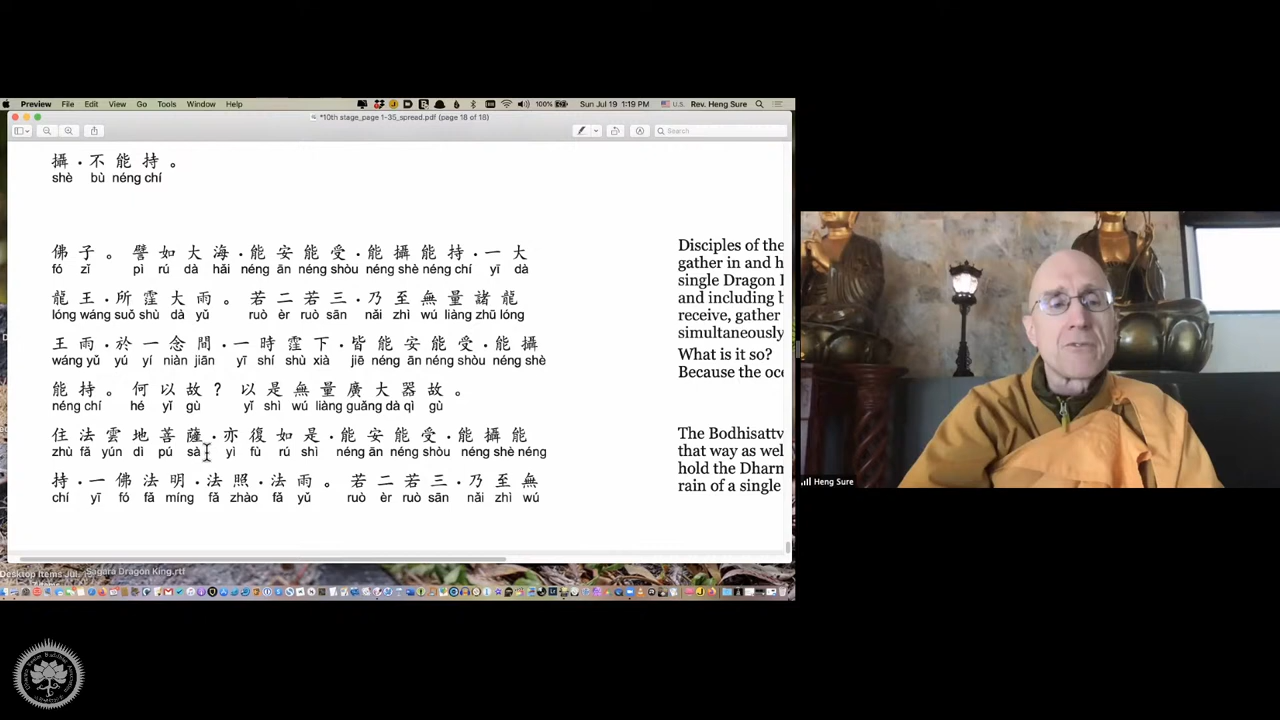 Preview File Edit View Go Tools Window Help 100% U.S. Sun Jul 19 1:19 PM Rev. Heng Sure
*10th stage_page 1-35_spread.pdf (page 18 of 18)
Search
攝．不能持。
shè bù néng chí
佛子。譬如大海．能安能受．能攝能持．一大
fó zǐ pì rú dà hǎi néng ān néng shòu néng shè néng chí yī dà
龍王．所霔大雨。若二若三．乃至無量諸龍
lóng wáng suǒ shù dà yǔ ruò èr ruò sān nǎi zhì wú liàng zhū lóng
王雨．於一念間．一時霔下．皆能安能受．能攝
wáng yǔ yú yí niàn jiān yī shí shù xià jiē néng ān néng shòu néng shè
能持。何以故？以是無量廣大器故。
néng chí hé yǐ gù yǐ shì wú liàng guǎng dà qì gù
住法雲地菩薩．亦復如是．能安能受．能攝能
zhù fǎ yún dì pú sà yì fù rú shì néng ān néng shòu néng shè néng
持．一佛法明．法照．法雨。若二若三．乃至無
chí yī fó fǎ míng fǎ zhào fǎ yǔ ruò èr ruò sān nǎi zhì wú
Disciples of the
gather in and h
single Dragon
and including
receive, gather
simultaneously
What is it so?
Because the oce
The Bodhisattv
that way as wel
hold the Dharm
rain of a single
Desktop Items Jul. Sagara Dragon King.rtf
Heng Sure